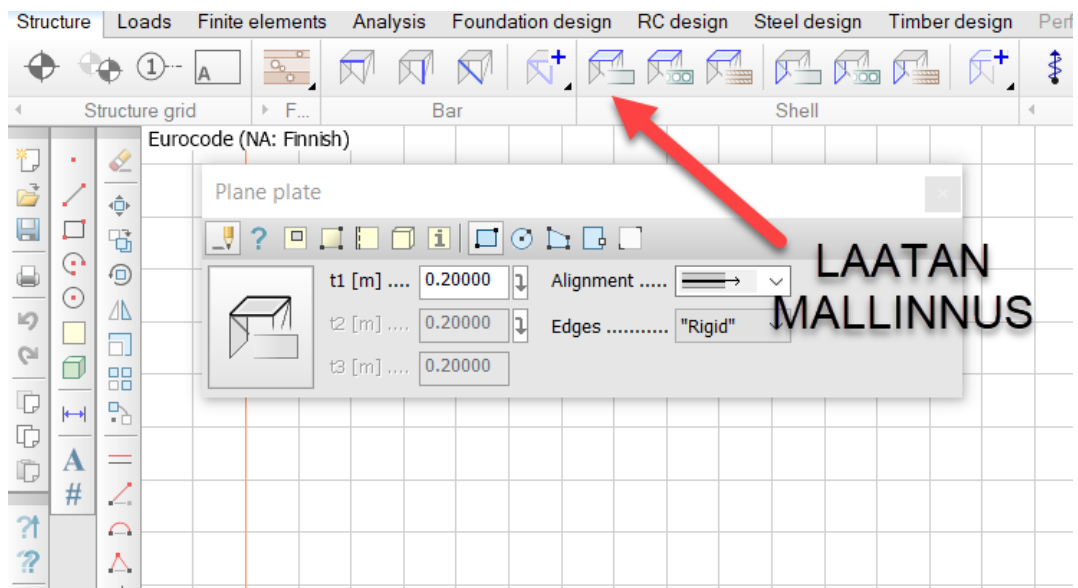 Structure Loads Finite elements Analysis Foundation design RC design Steel design Timber design Perf
1 A
Structure grid F... Bar Shell
Eurocode (NA: Finnish)
Plane plate
? i
t1 [m] .... 0.20000 Alignment .....
t2 [m] .... 0.20000 Edges ........... "Rigid"
t3 [m] .... 0.20000
LAATAN
MALLINNUS
A
#
?
??